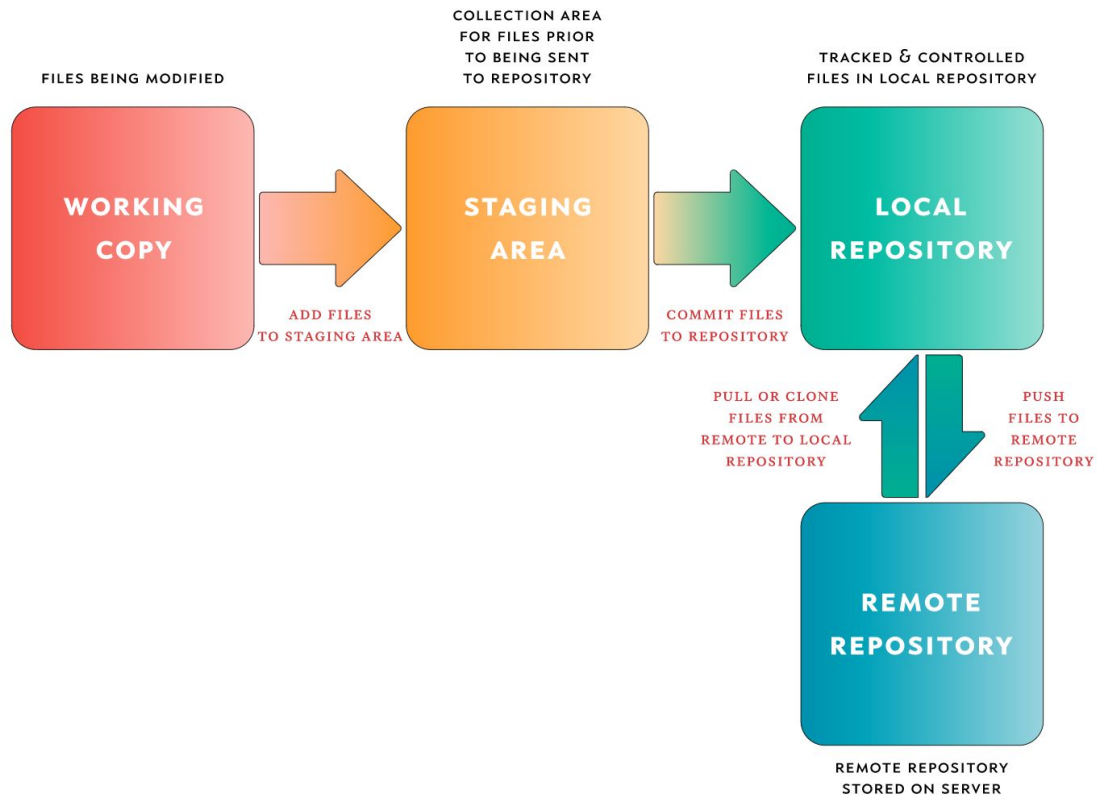 FILES BEING MODIFIED
COLLECTION AREA
FOR FILES PRIOR
TO BEING SENT
TO REPOSITORY
TRACKED & CONTROLLED
FILES IN LOCAL REPOSITORY
WORKING
COPY
ADD FILES
TO STAGING AREA
STAGING
AREA
COMMIT FILES
TO REPOSITORY
LOCAL
REPOSITORY
PULL OR CLONE
FILES FROM
REMOTE TO LOCAL
REPOSITORY
PUSH
FILES TO
REMOTE
REPOSITORY
REMOTE
REPOSITORY
REMOTE REPOSITORY
STORED ON SERVER